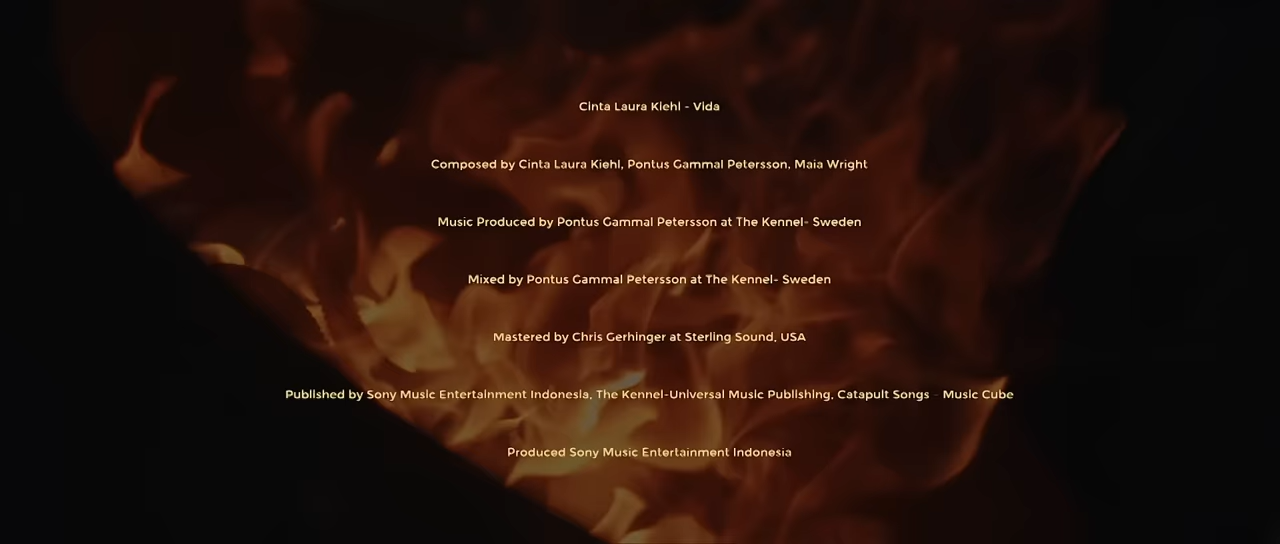 Cinta Laura Kiehl - Vida
Composed by Cinta Laura Kiehl, Pontus Gammal Petersson, Maia Wright
Music Produced by Pontus Gammal Petersson at The Kennel- Sweden
Mixed by Pontus Gammal Petersson at The Kennel- Sweden
Mastered by Chris Gerhinger at Sterling Sound, USA
Published by Sony Music Entertainment Indonesia, The Kennel-Universal Music Publishing, Catapult Songs - Music Cube
Produced Sony Music Entertainment Indonesia